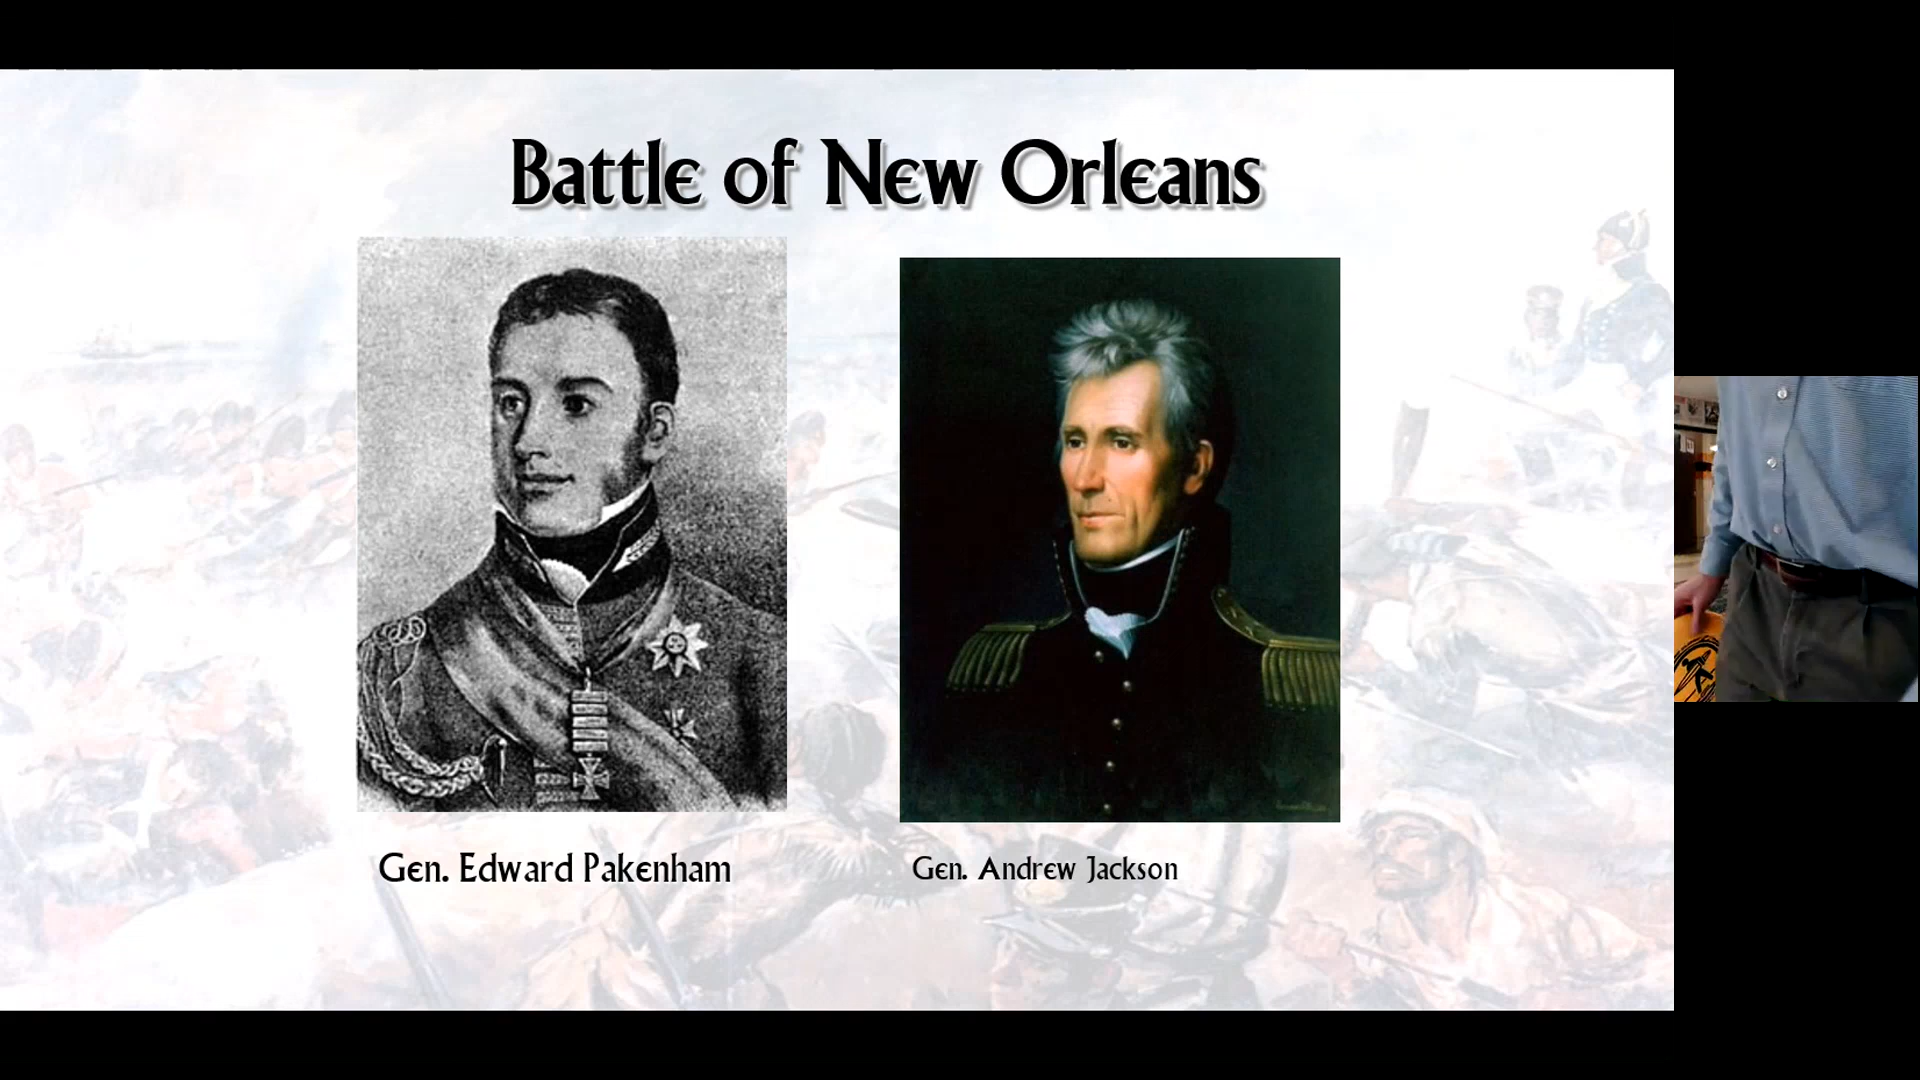 Battle of New Orleans
Gen. Edward Pakenham
Gen. Andrew Jackson